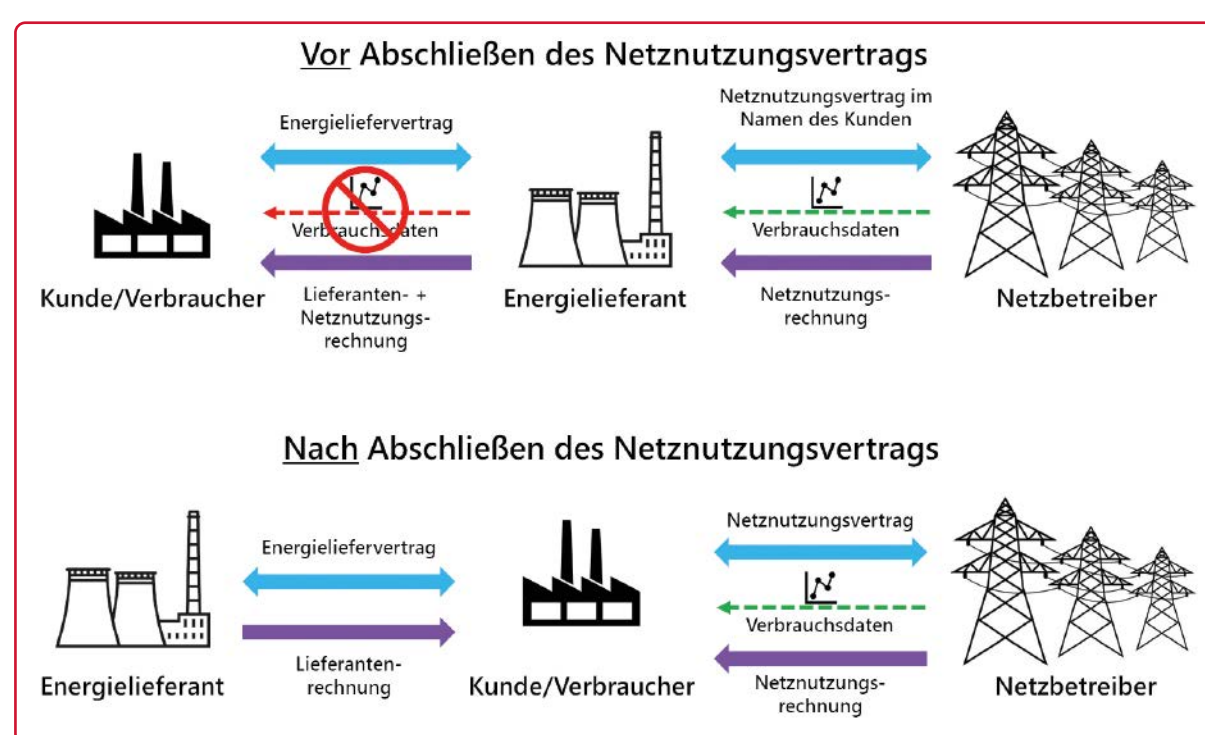 Vor Abschließen des Netznutzungsvertrags
Energieliefervertrag
Netznutzungsvertrag im
Namen des Kunden
Verbrauchsdaten
Verbrauchsdaten
Kunde/Verbraucher
Lieferanten- +
Netznutzungs-
rechnung
Energielieferant
Netznutzungs-
rechnung
Netzbetreiber
Nach Abschließen des Netznutzungsvertrags
Energieliefervertrag
Netznutzungsvertrag
Verbrauchsdaten
Energielieferant
Lieferanten-
rechnung
Kunde/Verbraucher
Netznutzungs-
rechnung
Netzbetreiber